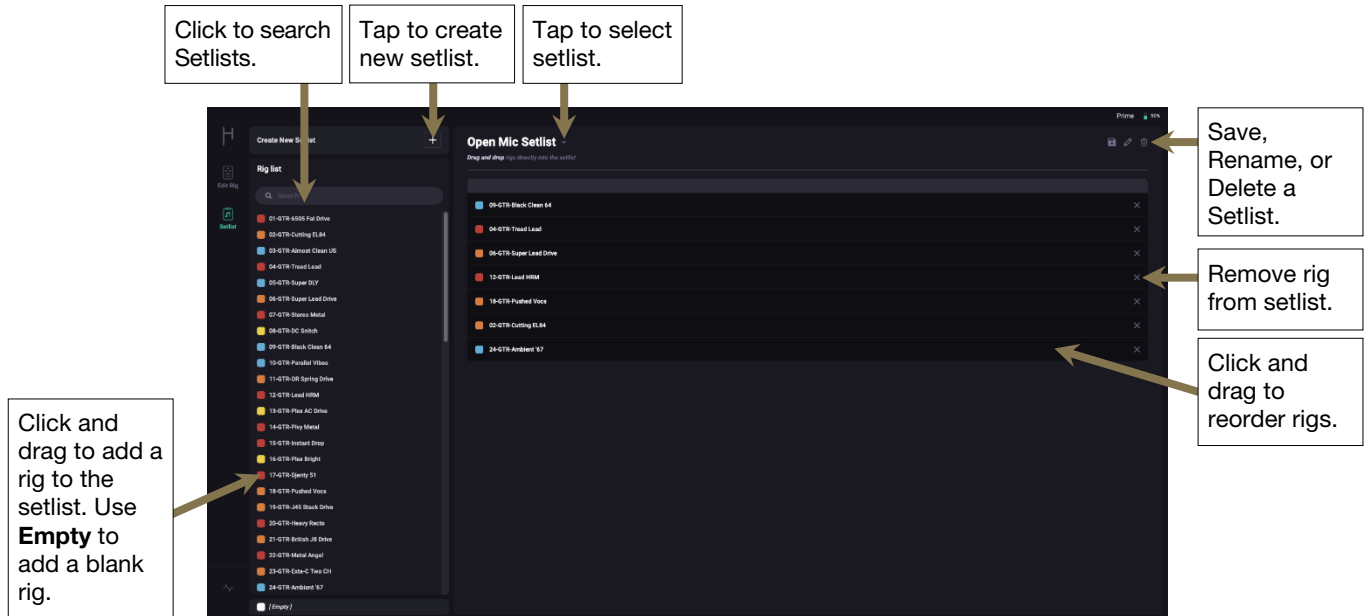 Click to search
Setlists.
Tap to create
new setlist.
Tap to select
setlist.
Prime 50%
Create New Setlist +
Open Mic Setlist
Drag and drop rigs directly into the setlist
Save,
Rename, or
Delete a
Setlist.
Edit Rig
Setlist
Rig list
Search
01-GTR-6505 Fat Drive
02-GTR-Cutting EL84
03-GTR-Almost Clean US
04-GTR-Tread Lead
05-GTR-Super DLY
06-GTR-Super Lead Drive
07-GTR-Stereo Metal
08-GTR-DC Snitch
09-GTR-Black Clean 64
10-GTR-Parallel Vibes
11-GTR-OR Spring Drive
12-GTR-Lead HRM
13-GTR-Plex AC Drive
14-GTR-Pivy Metal
15-GTR-Instant Drop
16-GTR-Plex Bright
17-GTR-Djenty 51
18-GTR-Pushed Vocs
19-GTR-J45 Stack Drive
20-GTR-Heavy Recto
21-GTR-British J8 Drive
22-GTR-Metal Angel
23-GTR-Exta-C Two CH
24-GTR-Ambient '67
[Empty]
09-GTR-Black Clean 64
04-GTR-Tread Lead
06-GTR-Super Lead Drive
12-GTR-Lead HRM
18-GTR-Pushed Vocs
02-GTR-Cutting EL84
24-GTR-Ambient '67
Remove rig
from setlist.
Click and
drag to
reorder rigs.
Click and
drag to add a
rig to the
setlist. Use
Empty to
add a blank
rig.